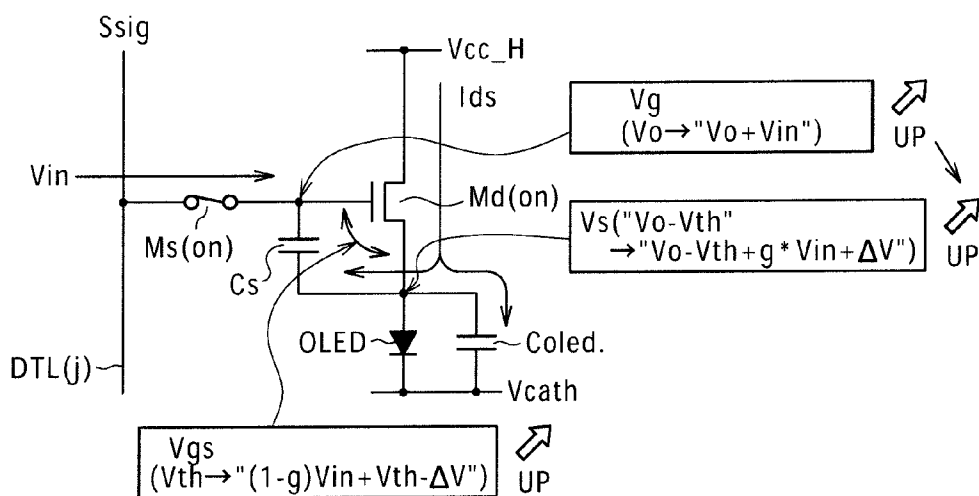 Ssig
Vcc_H
Ids
Vg
(Vo→"Vo+Vin")
UP
Vin
Md(on)
Ms(on)
Vs("Vo-Vth"
→"Vo-Vth+g*Vin+ΔV")
UP
Cs
OLED
Coled.
DTL(j)
Vcath
Vgs
(Vth→"(1-g)Vin+Vth-ΔV")
UP